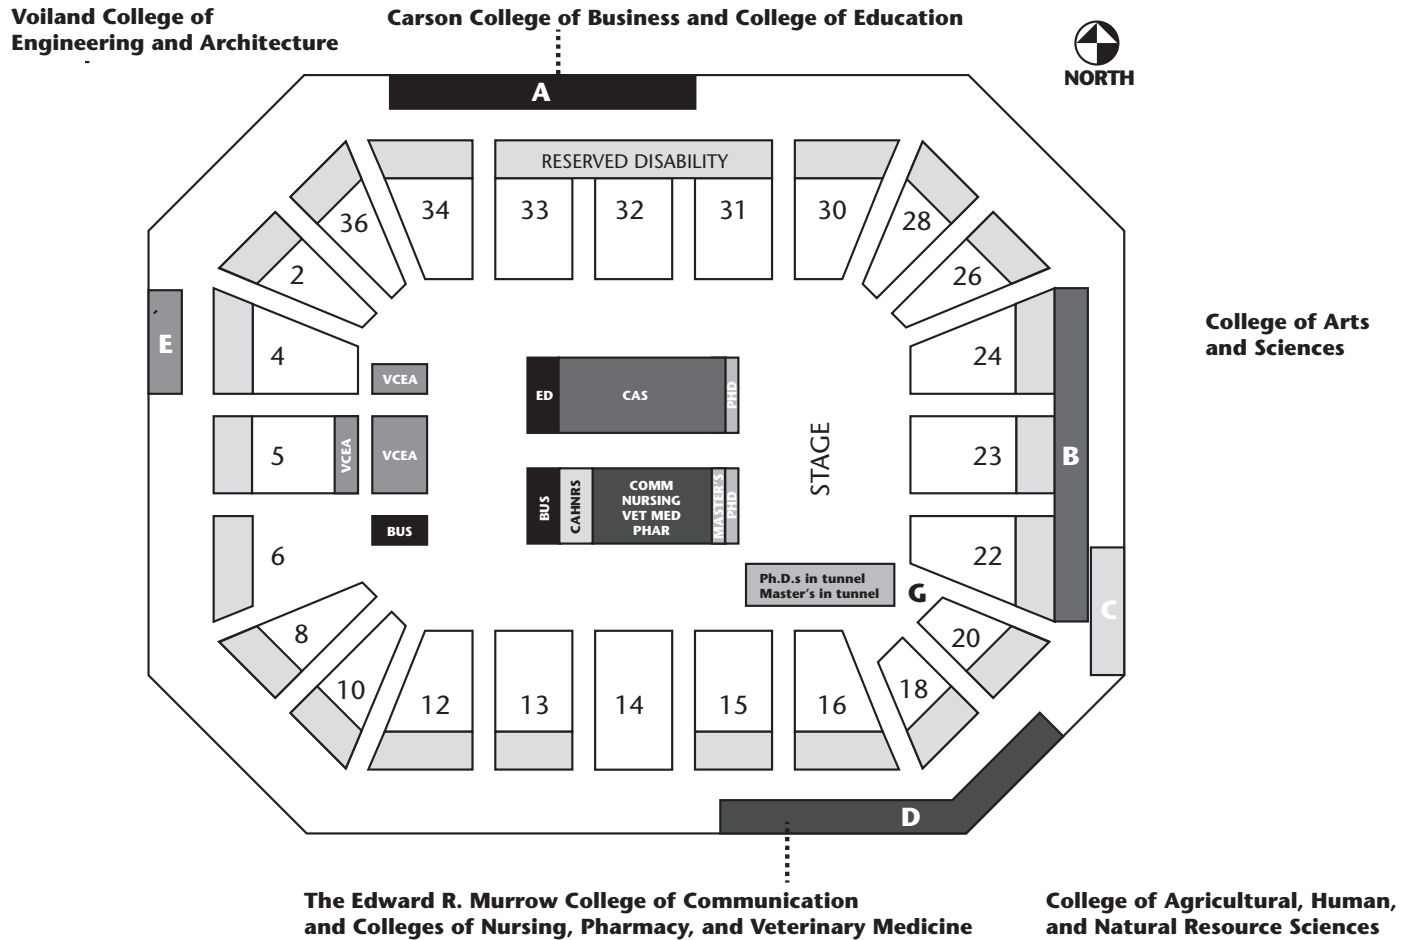 Voiland College of
Engineering and Architecture
Carson College of Business and College of Education
NORTH
A
RESERVED DISABILITY
36
34
33
32
31
30
28
2
26
E
4
24
College of Arts
and Sciences
VCEA
ED
CAS
PHD
5
VCEA
VCEA
STAGE
23
B
BUS
CAHNRS
COMM
NURSING
VET MED
PHAR
MASTER'S
PHD
BUS
6
22
Ph.D.s in tunnel
Master's in tunnel
G
C
8
20
10
18
12
13
14
15
16
D
The Edward R. Murrow College of Communication
and Colleges of Nursing, Pharmacy, and Veterinary Medicine
College of Agricultural, Human,
and Natural Resource Sciences